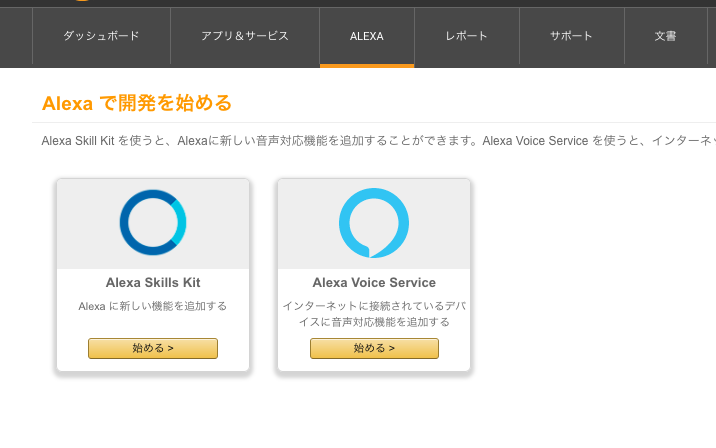 ダッシュボード
アプリ＆サービス
ALEXA
レポート
サポート
文書
Alexa で開発を始める
Alexa Skill Kit を使うと、Alexaに新しい音声対応機能を追加することができます。Alexa Voice Service を使うと、インターネッ
Alexa Skills Kit
Alexa に新しい機能を追加する
始める >
Alexa Voice Service
インターネットに接続されているデバ
イスに音声対応機能を追加する
始める >